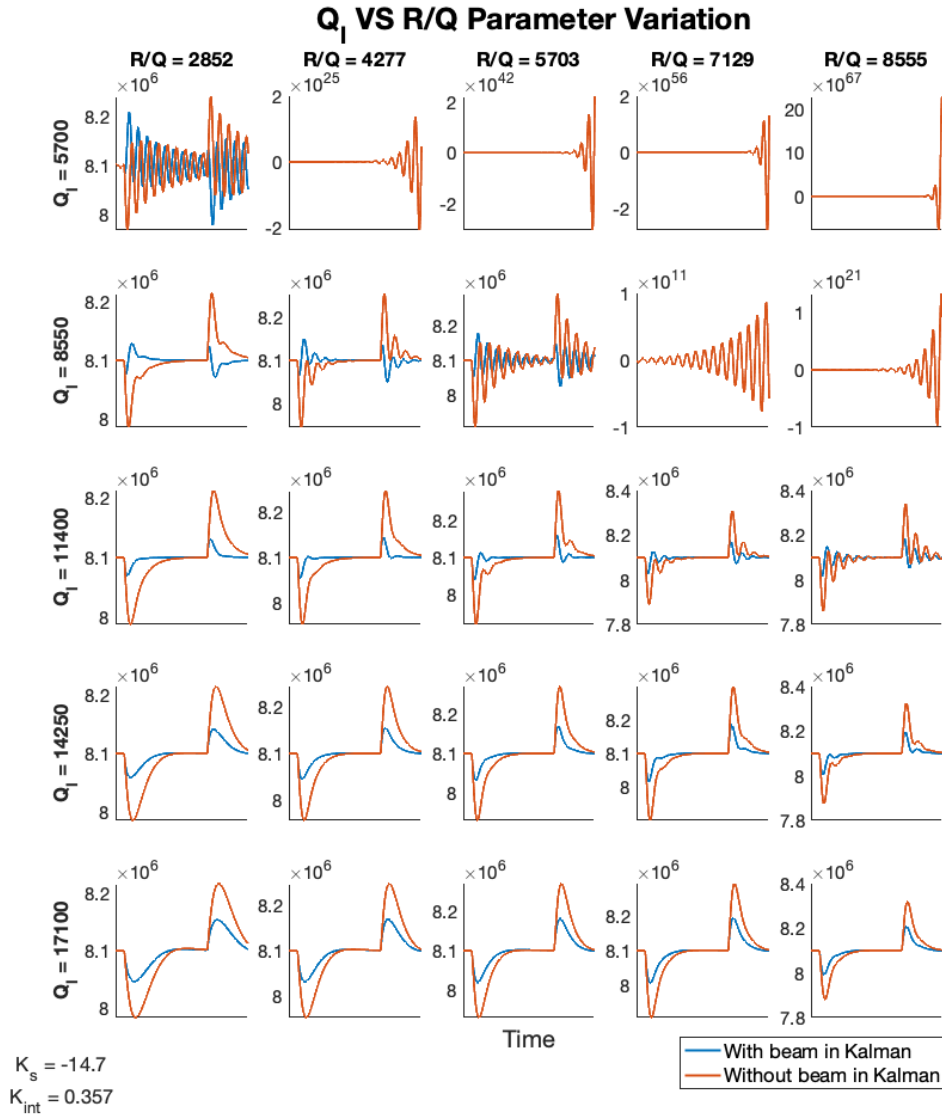 Q_l VS R/Q Parameter Variation
R/Q = 2852 R/Q = 4277 R/Q = 5703 R/Q = 7129 R/Q = 8555
×10^6 ×10^25 ×10^42 ×10^56 ×10^67
Q_l = 5700
8.2 8.1 8
2 0 -2
2 0 -2
2 0 -2
20 10 0
×10^6 ×10^6 ×10^6 ×10^11 ×10^21
Q_l = 8550
8.2 8.1 8
8.2 8.1 8
8.2 8.1 8
1 0 -1
1 0 -1
×10^6 ×10^6 ×10^6 ×10^6 ×10^6
Q_l = 11400
8.2 8.1 8
8.2 8.1 8
8.2 8.1 8
8.4 8.2 8 7.8
8.4 8.2 8 7.8
×10^6 ×10^6 ×10^6 ×10^6 ×10^6
Q_l = 14250
8.2 8.1 8
8.2 8.1 8
8.2 8.1 8
8.2 8.1 8
8.4 8.2 8 7.8
×10^6 ×10^6 ×10^6 ×10^6 ×10^6
Q_l = 17100
8.2 8.1 8
8.2 8.1 8
8.2 8.1 8
8.2 8.1 8
8.4 8.2 8 7.8
Time
With beam in Kalman
Without beam in Kalman
K_s = -14.7
K_int = 0.357